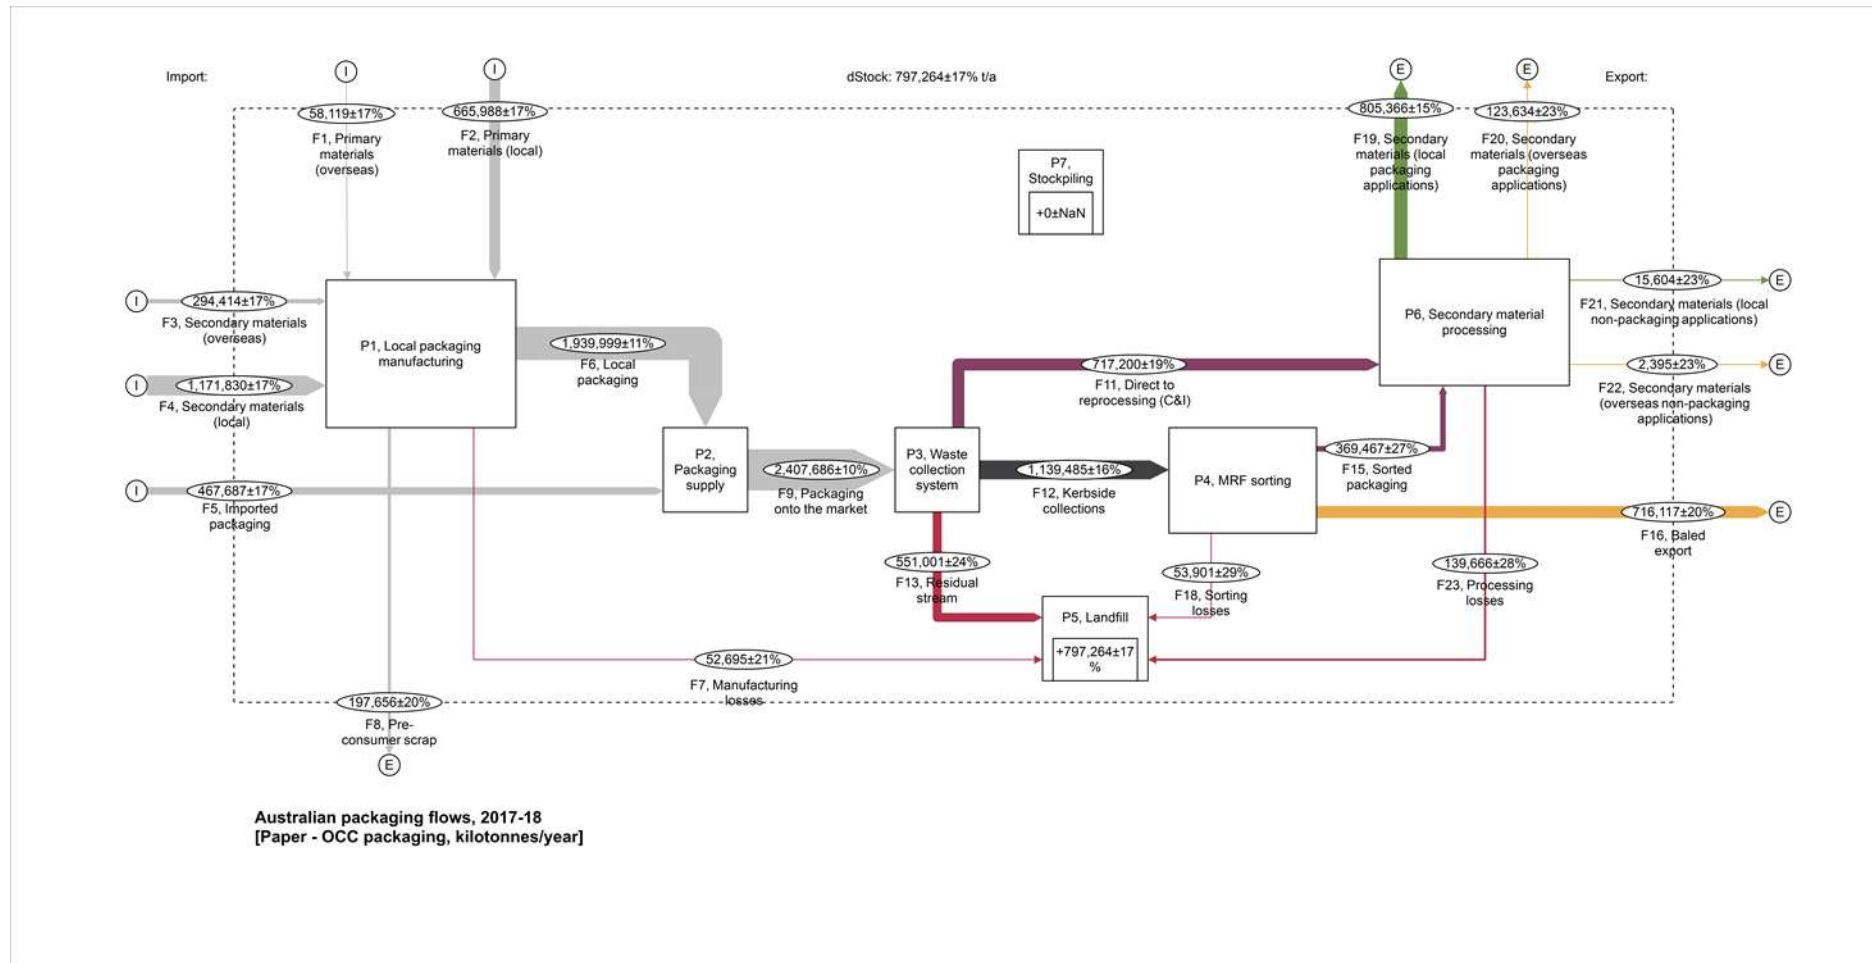 Import:
I
I
dStock: 797,264±17% t/a
E
E
Export:
58,119±17%
F1, Primary
materials
(overseas)
665,988±17%
F2, Primary
materials (local)
805,366±15%
F19, Secondary
materials (local
packaging
applications)
123,634±23%
F20, Secondary
materials (overseas
packaging
applications)
P7,
Stockpiling
+0±NaN
I
294,414±17%
F3, Secondary materials
(overseas)
I
1,171,830±17%
F4, Secondary materials
(local)
I
467,687±17%
F5, Imported
packaging
P1, Local packaging
manufacturing
1,939,999±11%
F6, Local
packaging
P2,
Packaging
supply
2,407,686±10%
F9, Packaging
onto the market
P3, Waste
collection
system
717,200±19%
F11, Direct to
reprocessing (C&I)
1,139,485±16%
F12, Kerbside
collections
P4, MRF sorting
369,467±27%
F15, Sorted
packaging
P6, Secondary material
processing
15,604±23%
E
F21, Secondary materials (local
non-packaging applications)
2,395±23%
E
F22, Secondary materials
(overseas non-packaging
applications)
716,117±20%
E
F16, Baled
export
551,001±24%
F13, Residual
stream
53,901±29%
F18, Sorting
losses
139,666±28%
F23, Processing
losses
P5, Landfill
+797,264±17
%
52,695±21%
F7, Manufacturing
losses
197,656±20%
F8, Pre-
consumer scrap
E
Australian packaging flows, 2017-18
[Paper - OCC packaging, kilotonnes/year]